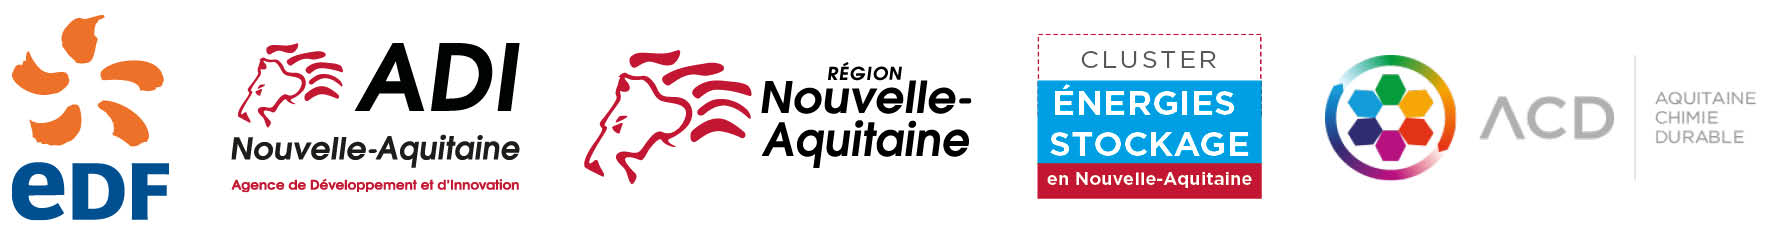 eDF
ADI
Nouvelle-Aquitaine
Agence de Développement et d'Innovation
RÉGION
Nouvelle-
Aquitaine
CLUSTER
ÉNERGIES
STOCKAGE
en Nouvelle-Aquitaine
ACD
AQUITAINE
CHIMIE
DURABLE